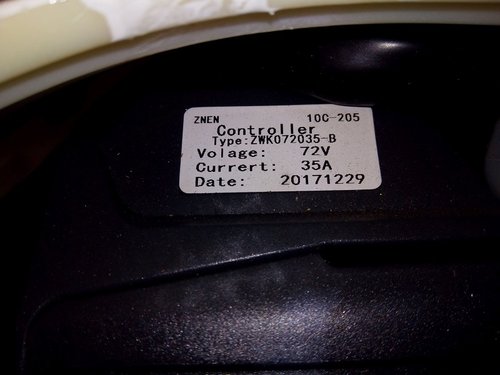 ZNEN 10C-205
Controller
Type:ZWK072035-B
Volage: 72V
Currert: 35A
Date: 20171229